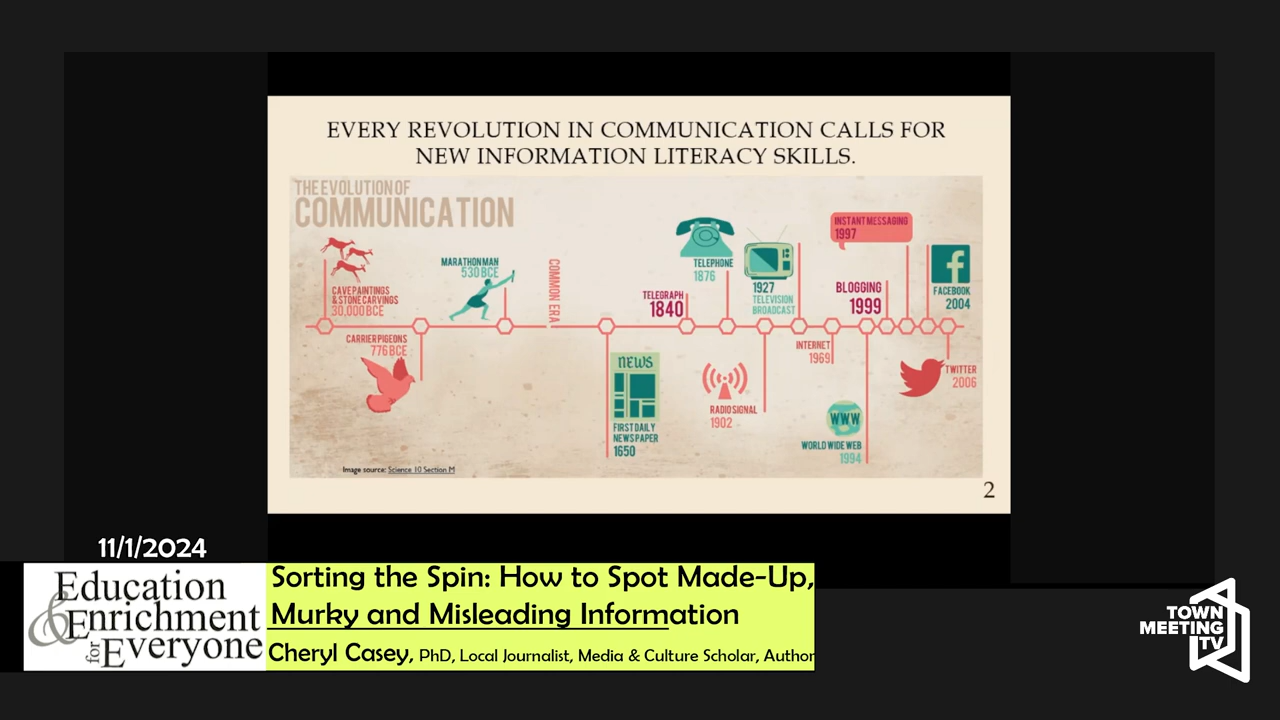 EVERY REVOLUTION IN COMMUNICATION CALLS FOR
NEW INFORMATION LITERACY SKILLS.
THE EVOLUTION OF
COMMUNICATION
CAVE PAINTINGS
& STONE CARVINGS
30,000 BCE
CARRIER PIGEONS
776 BCE
MARATHON MAN
530 BCE
COMMON ERA
NEWS
FIRST DAILY
NEWSPAPER
1650
TELEGRAPH
1840
TELEPHONE
1876
RADIO SIGNAL
1902
1927
TELEVISION
BROADCAST
INTERNET
1969
WWW
WORLD WIDE WEB
1994
INSTANT MESSAGING
1997
BLOGGING
1999
FACEBOOK
2004
TWITTER
2006
Image source: Science 10 Section M
2
11/1/2024
Education
& Enrichment
for Everyone
Sorting the Spin: How to Spot Made-Up,
Murky and Misleading Information
Cheryl Casey, PhD, Local Journalist, Media & Culture Scholar, Author
TOWN
MEETING
TV